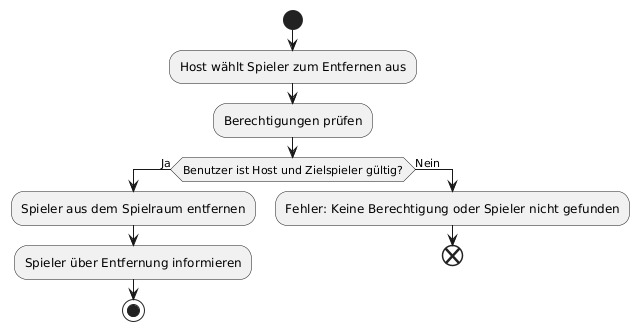 Host wählt Spieler zum Entfernen aus
Berechtigungen prüfen
Ja
Benutzer ist Host und Zielspieler gültig?
Nein
Spieler aus dem Spielraum entfernen
Fehler: Keine Berechtigung oder Spieler nicht gefunden
Spieler über Entfernung informieren